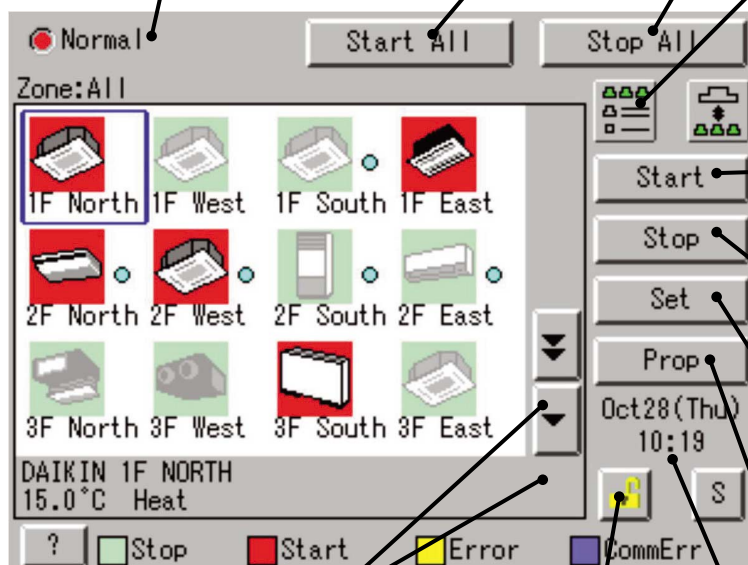 Normal
Start All
Stop All
Zone:All
1F North 1F West 1F South 1F East
Start
Stop
2F North 2F West 2F South 2F East
Set
Prop
3F North 3F West 3F South 3F East
Oct28(Thu)
10:19
DAIKIN 1F NORTH
15.0°C Heat
S
? Stop Start Error CommErr